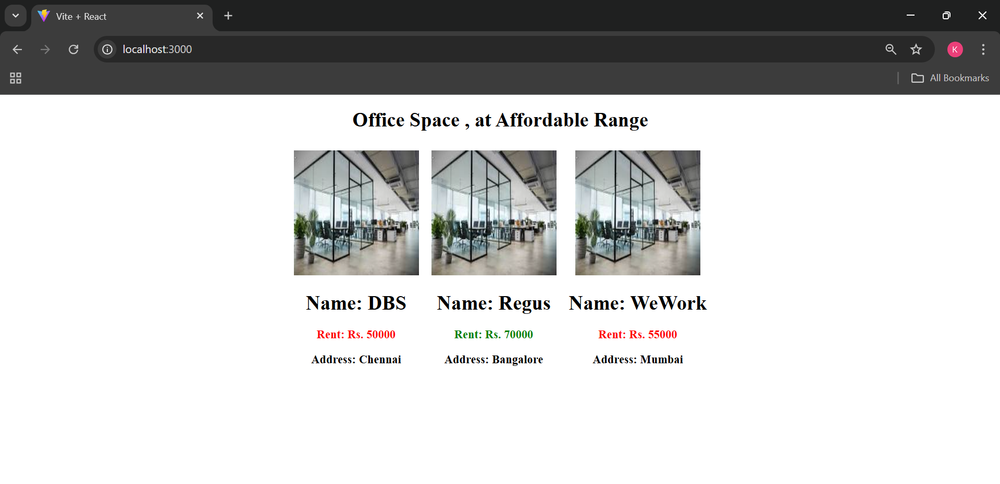 Vite + React
localhost:3000
K
All Bookmarks
Office Space , at Affordable Range
Name: DBS
Rent: Rs. 50000
Address: Chennai
Name: Regus
Rent: Rs. 70000
Address: Bangalore
Name: WeWork
Rent: Rs. 55000
Address: Mumbai